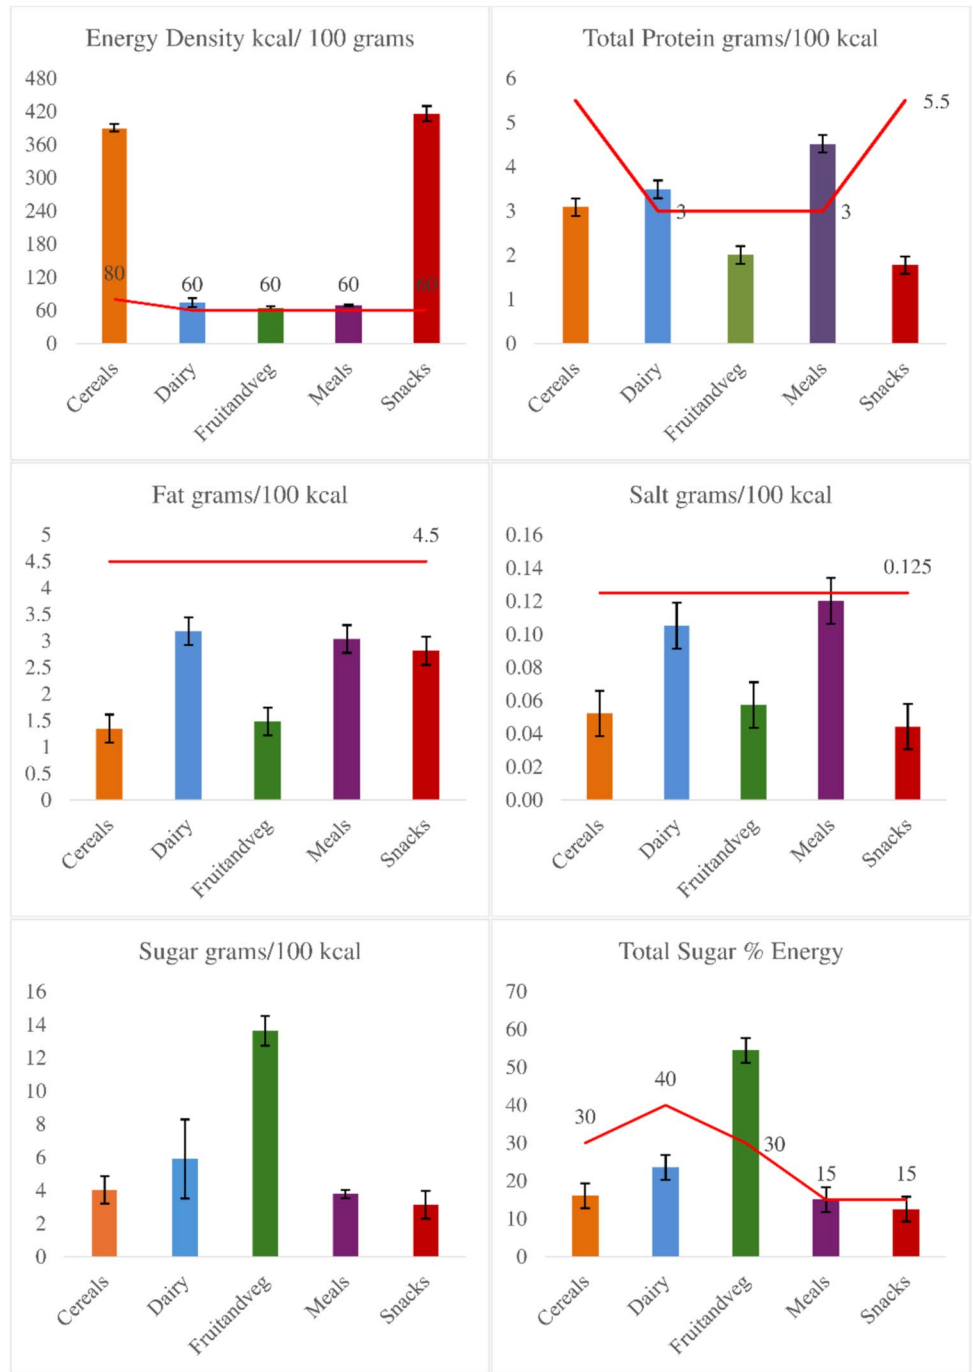 Energy Density kcal/ 100 grams
480
420
360
300
240
180
120
60
0
80
60
60
60
60
Cereals
Dairy
Fruitandveg
Meals
Snacks
Total Protein grams/100 kcal
6
5
4
3
2
1
0
5.5
3
3
Cereals
Dairy
Fruitandveg
Meals
Snacks
Fat grams/100 kcal
5
4.5
4
3.5
3
2.5
2
1.5
1
0.5
0
4.5
Cereals
Dairy
Fruitandveg
Meals
Snacks
Salt grams/100 kcal
0.16
0.14
0.12
0.10
0.08
0.06
0.04
0.02
0.00
0.125
Cereals
Dairy
Fruitandveg
Meals
Snacks
Sugar grams/100 kcal
16
14
12
10
8
6
4
2
0
Cereals
Dairy
Fruitandveg
Meals
Snacks
Total Sugar % Energy
70
60
50
40
30
20
10
0
30
40
30
15
15
Cereals
Dairy
Fruitandveg
Meals
Snacks